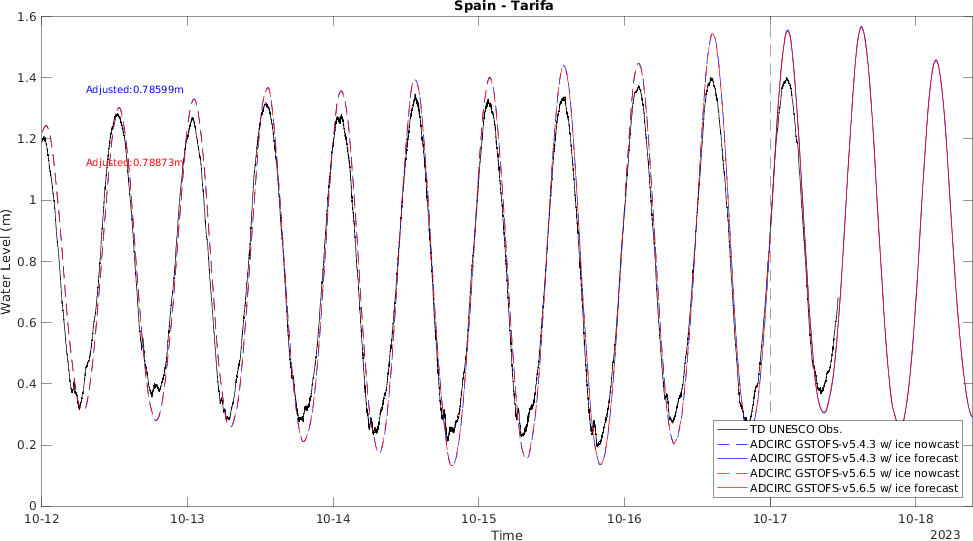 Spain - Tarifa
1.6
1.4
1.2
1
0.8
0.6
0.4
0.2
0
Water Level (m)
Adjusted:0.78599m
Adjusted:0.78873m
TD UNESCO Obs.
ADCIRC GSTOFS-v5.4.3 w/ ice nowcast
ADCIRC GSTOFS-v5.4.3 w/ ice forecast
ADCIRC GSTOFS-v5.6.5 w/ ice nowcast
ADCIRC GSTOFS-v5.6.5 w/ ice forecast
10-12 10-13 10-14 10-15 10-16 10-17 10-18
Time
2023